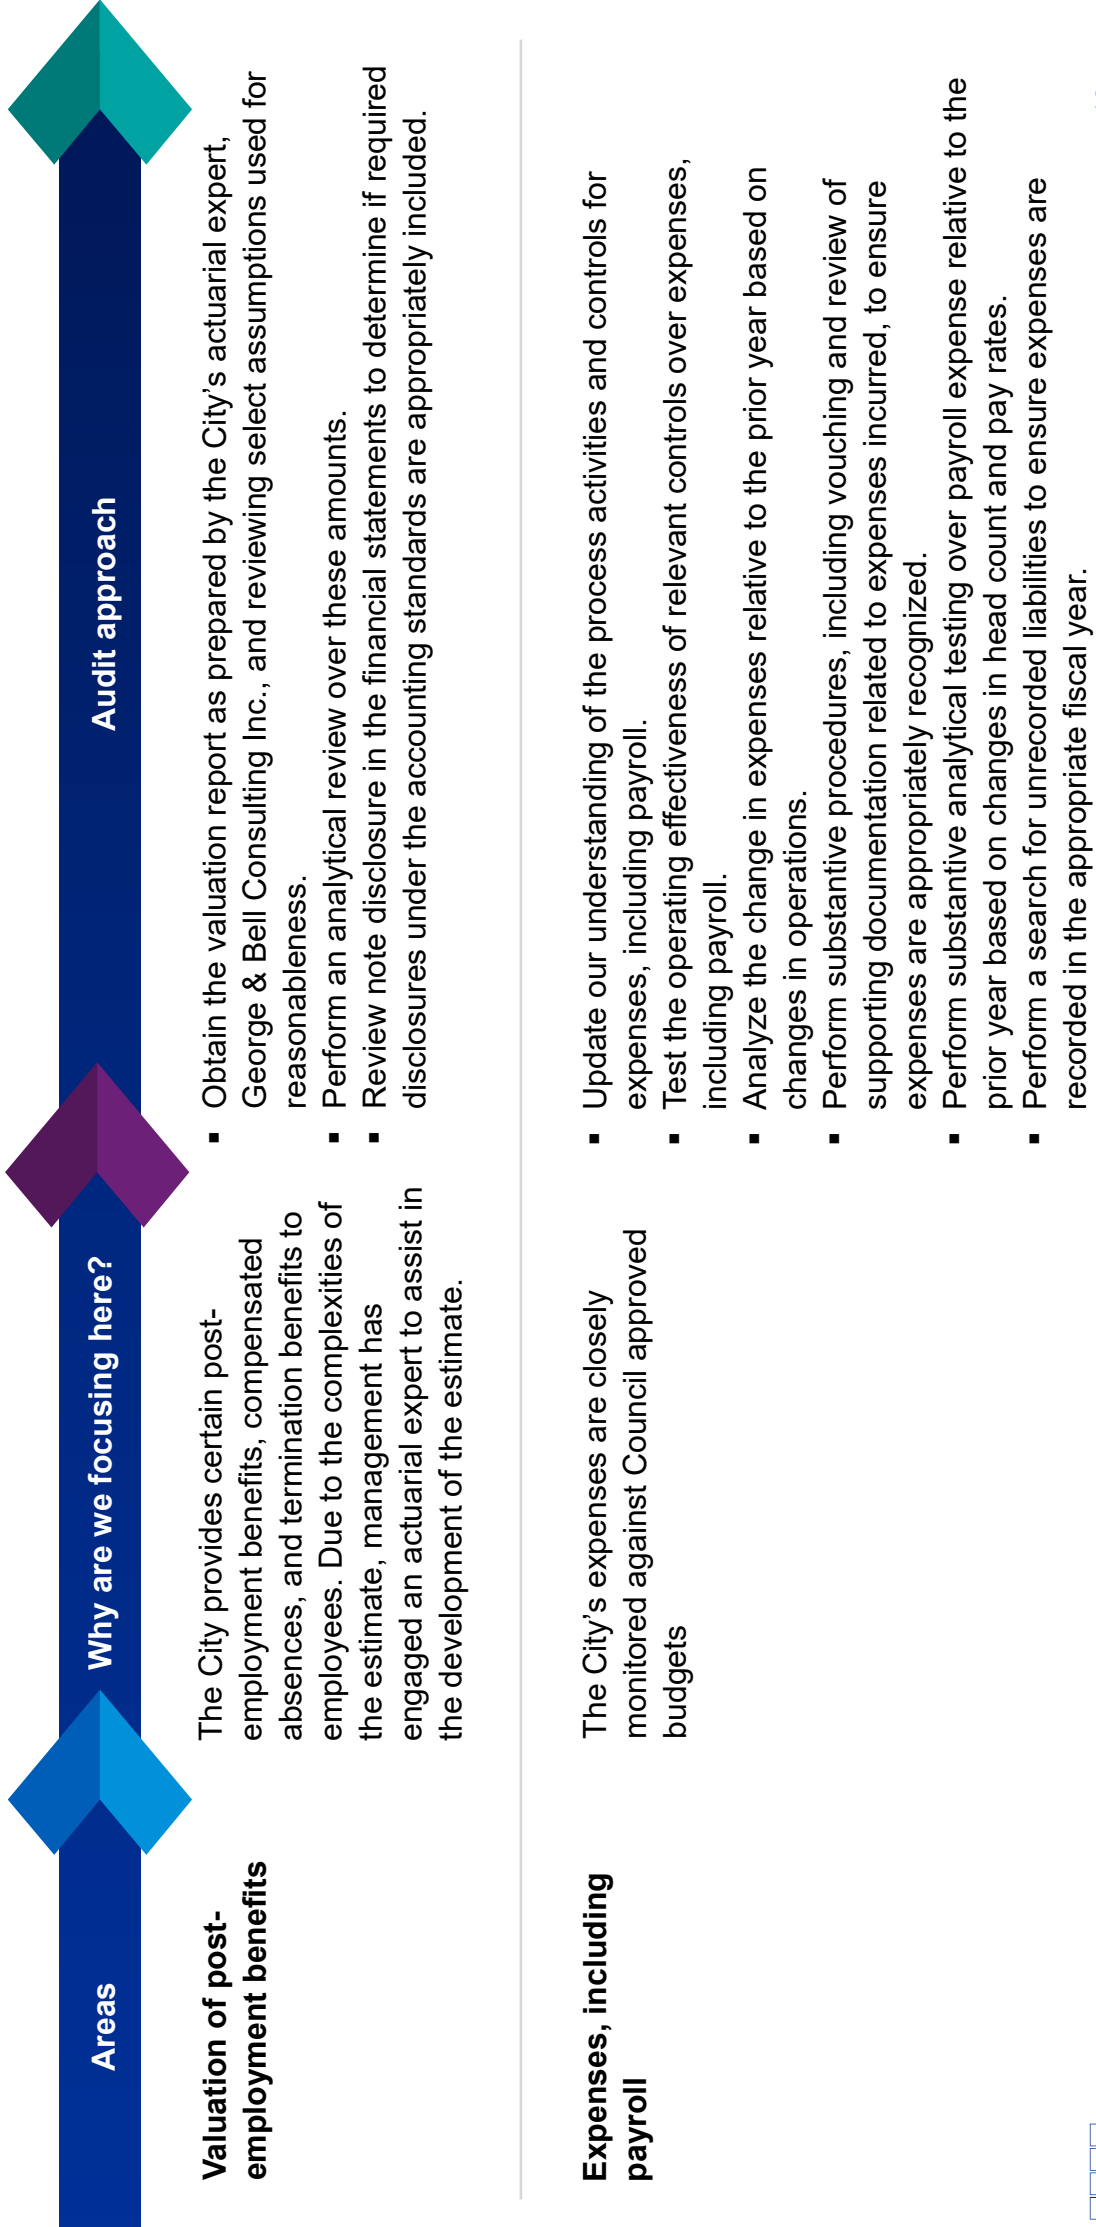 Areas
Why are we focusing here?
Audit approach
Valuation of post-
employment benefits
The City provides certain post-
employment benefits, compensated
absences, and termination benefits to
employees. Due to the complexities of
the estimate, management has
engaged an actuarial expert to assist in
the development of the estimate.
▪ Obtain the valuation report as prepared by the City’s actuarial expert,
George & Bell Consulting Inc., and reviewing select assumptions used for
reasonableness.
▪ Perform an analytical review over these amounts.
▪ Review note disclosure in the financial statements to determine if required
disclosures under the accounting standards are appropriately included.
Expenses, including
payroll
The City’s expenses are closely
monitored against Council approved
budgets
▪ Update our understanding of the process activities and controls for
expenses, including payroll.
▪ Test the operating effectiveness of relevant controls over expenses,
including payroll.
▪ Analyze the change in expenses relative to the prior year based on
changes in operations.
▪ Perform substantive procedures, including vouching and review of
supporting documentation related to expenses incurred, to ensure
expenses are appropriately recognized.
▪ Perform substantive analytical testing over payroll expense relative to the
prior year based on changes in head count and pay rates.
▪ Perform a search for unrecorded liabilities to ensure expenses are
recorded in the appropriate fiscal year.